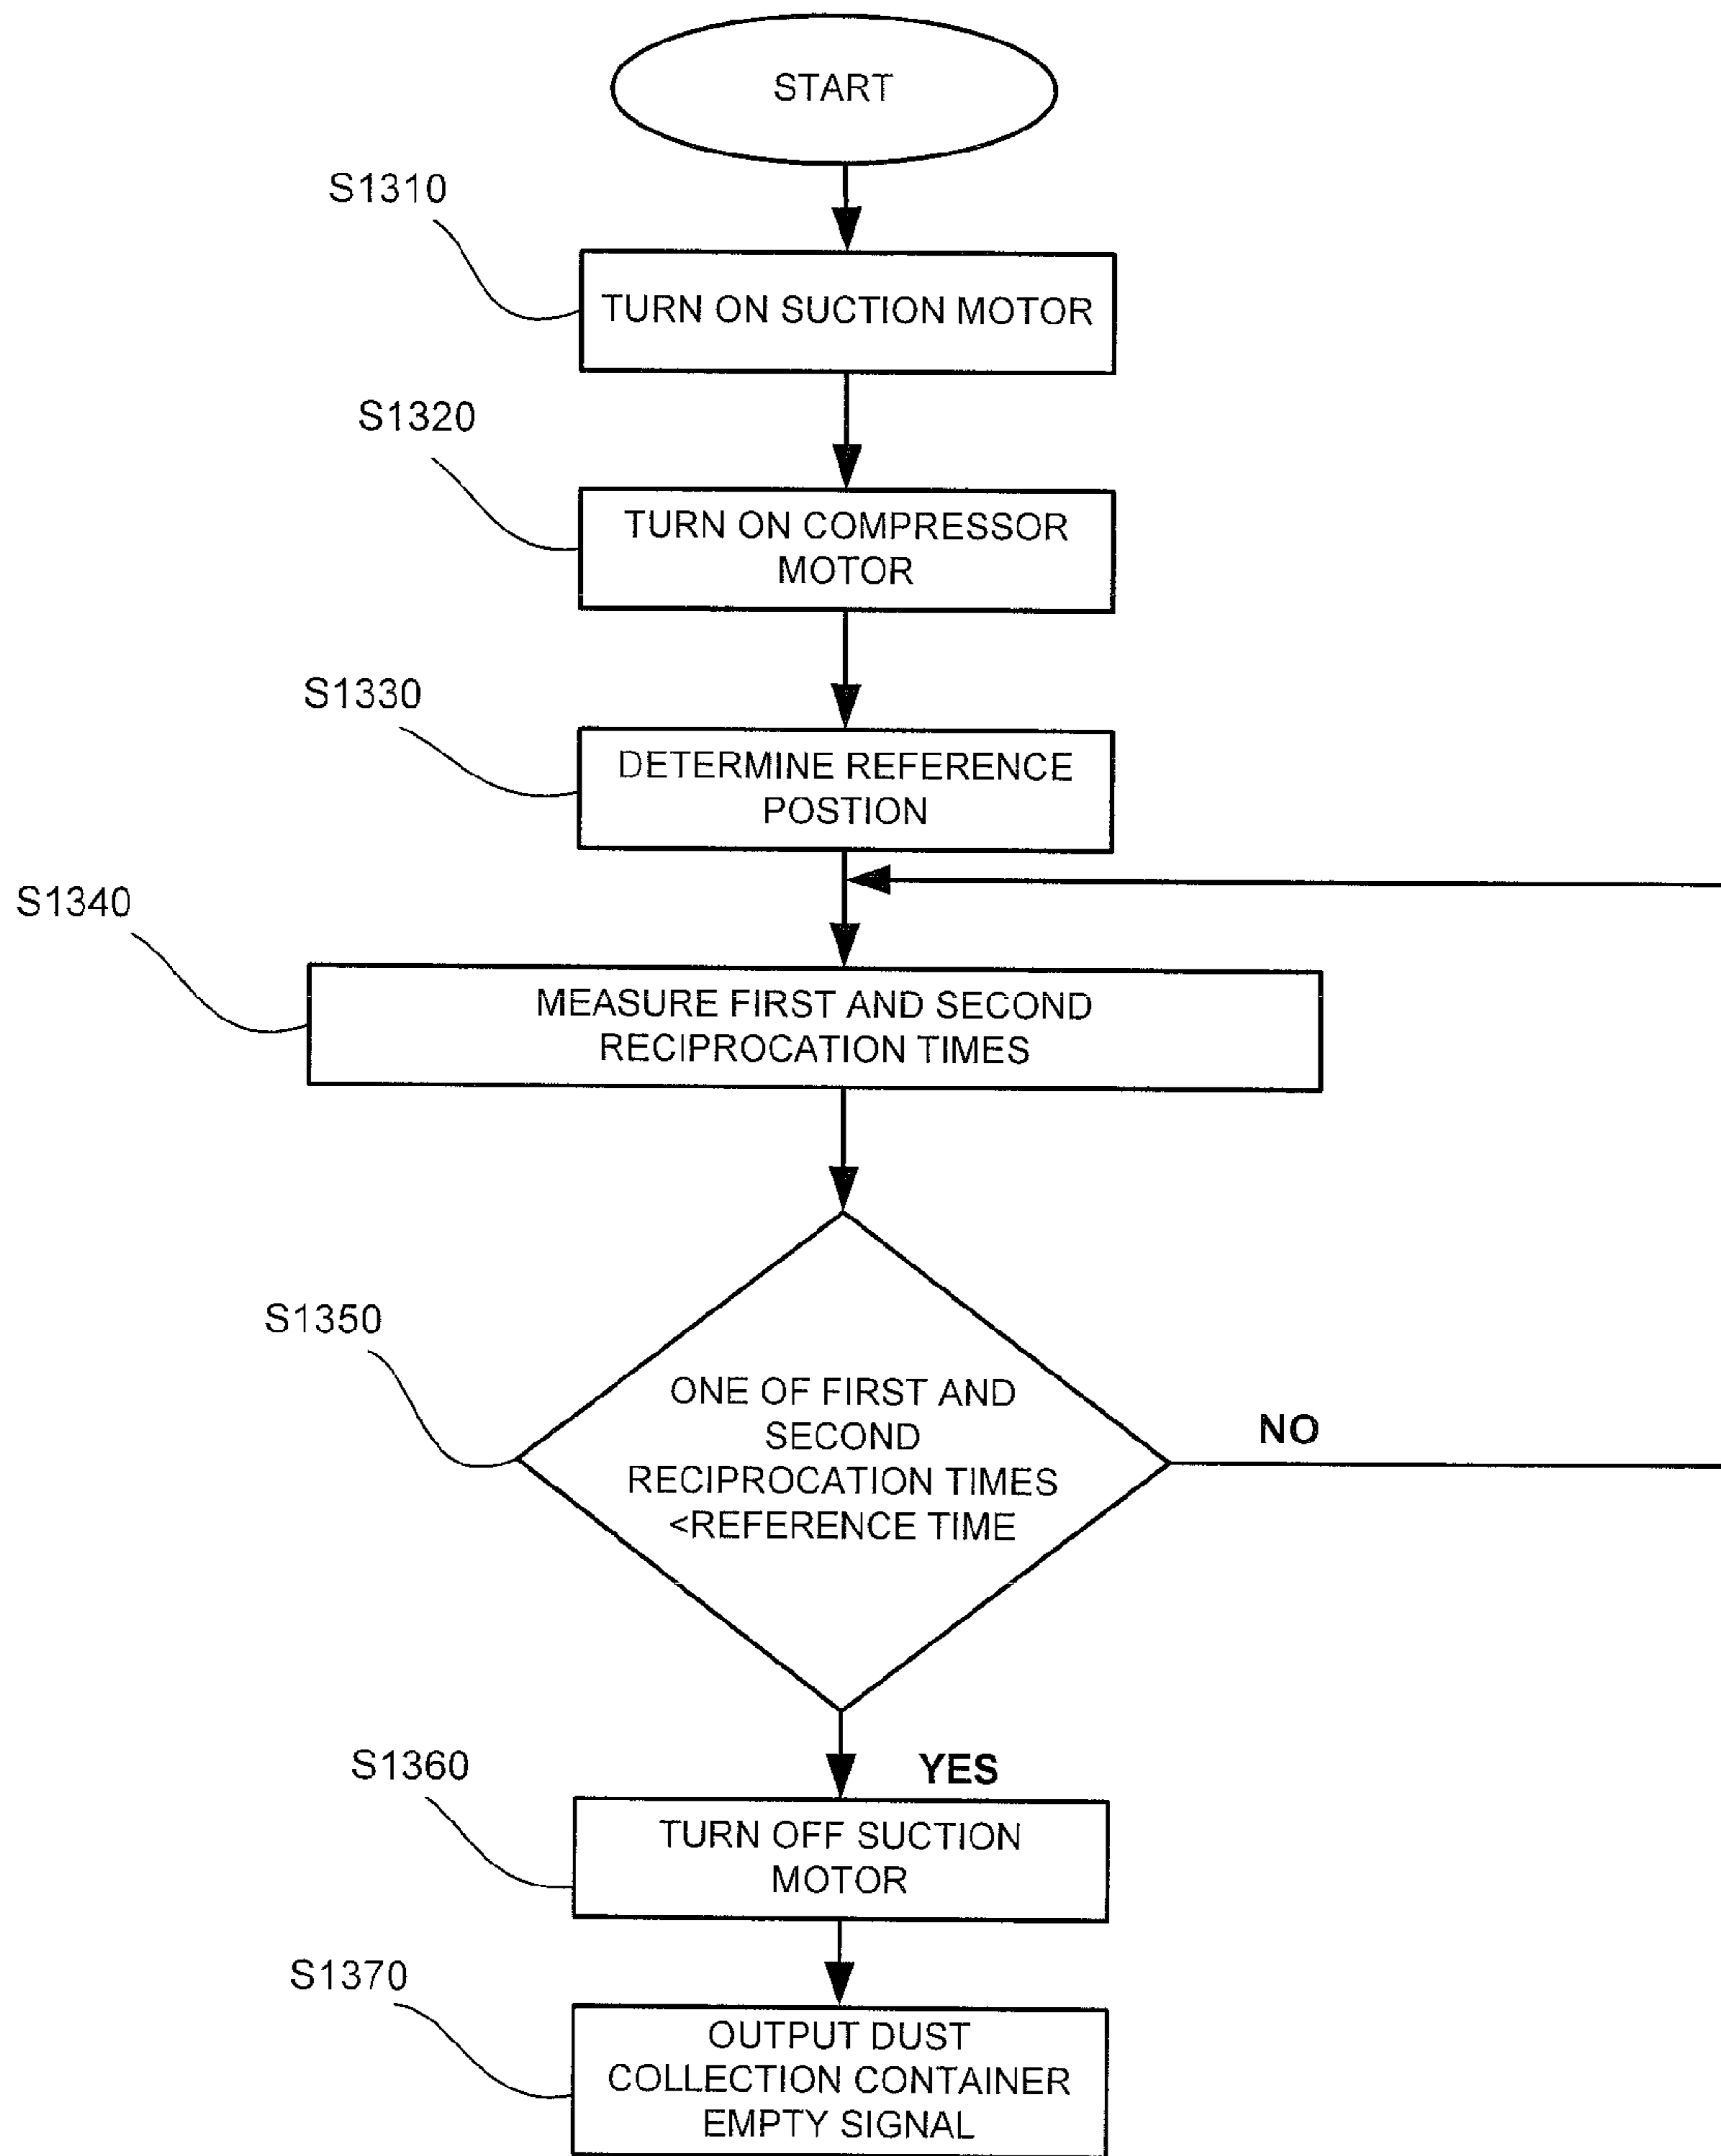 START
S1310
TURN ON SUCTION MOTOR
S1320
TURN ON COMPRESSOR
MOTOR
S1330
DETERMINE REFERENCE
POSTION
S1340
MEASURE FIRST AND SECOND
RECIPROCATION TIMES
S1350
ONE OF FIRST AND
SECOND
RECIPROCATION TIMES
<REFERENCE TIME
NO
YES
S1360
TURN OFF SUCTION
MOTOR
S1370
OUTPUT DUST
COLLECTION CONTAINER
EMPTY SIGNAL